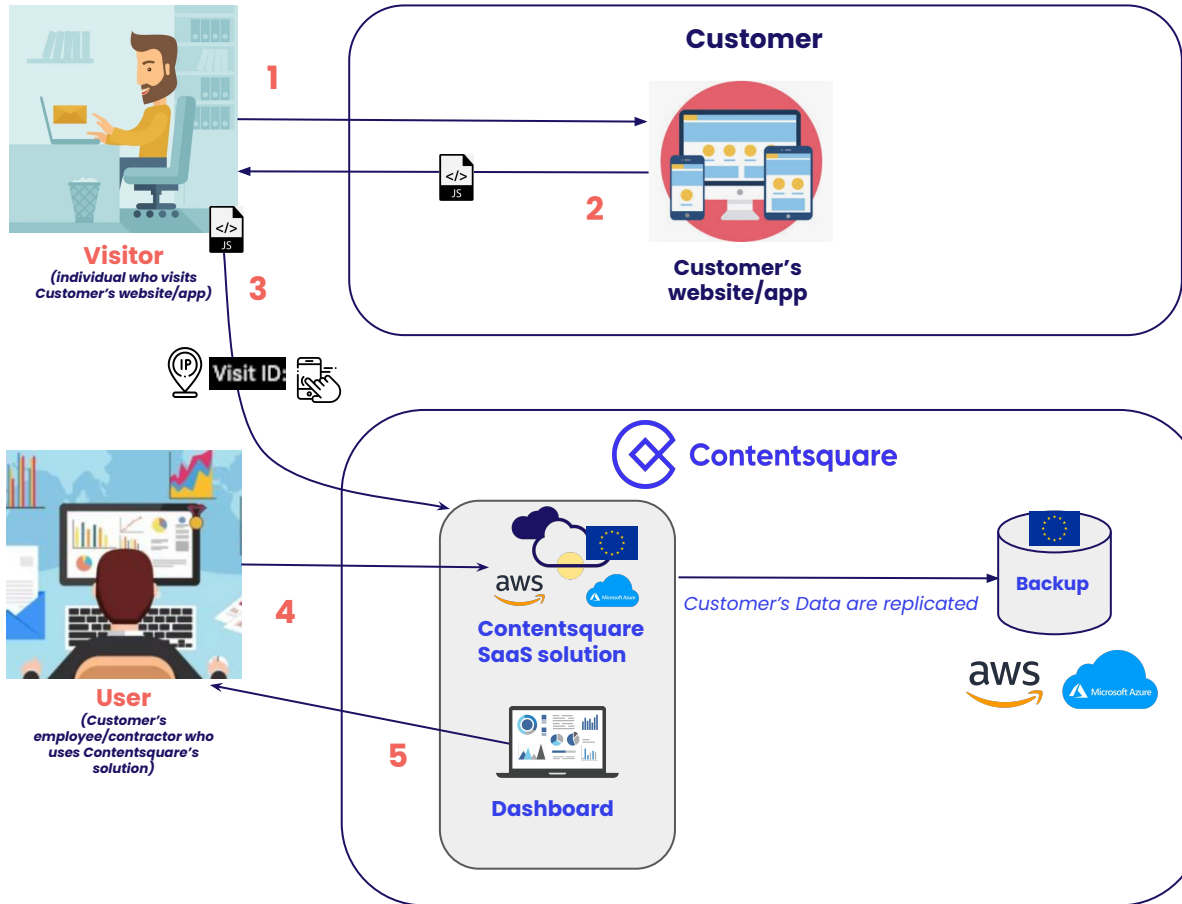 Customer
1
</>
JS
2
Customer's
website/app
</>
JS
Visitor
(individual who visits
Customer's website/app)
3
IP
Visit ID:
Contentsquare
aws
Microsoft Azure
Contentsquare
SaaS solution
Customer's Data are replicated
Backup
aws
Microsoft Azure
4
User
(Customer's
employee/contractor who
uses Contentsquare's
solution)
5
Dashboard